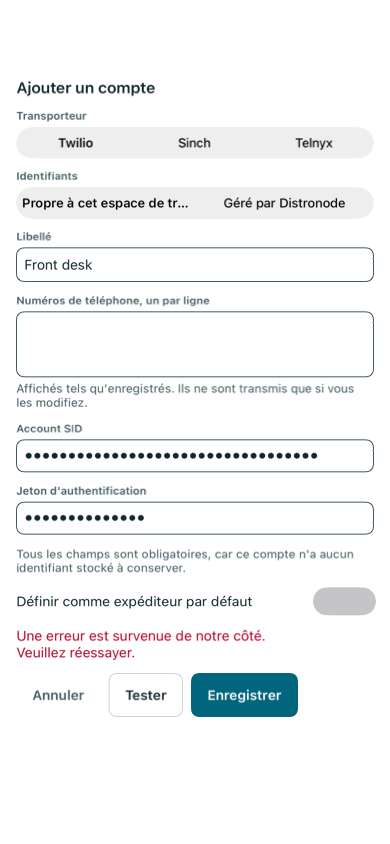 Ajouter un compte
Transporteur
Twilio
Sinch
Telnyx
Identifiants
Propre à cet espace de tr...
Géré par Distronode
Libellé
Front desk
Numéros de téléphone, un par ligne
Affichés tels qu'enregistrés. Ils ne sont transmis que si vous
les modifiez.
Account SID
••••••••••••••••••••••••••••••••••
Jeton d'authentification
••••••••••••••
Tous les champs sont obligatoires, car ce compte n'a aucun
identifiant stocké à conserver.
Définir comme expéditeur par défaut
Une erreur est survenue de notre côté.
Veuillez réessayer.
Annuler
Tester
Enregistrer